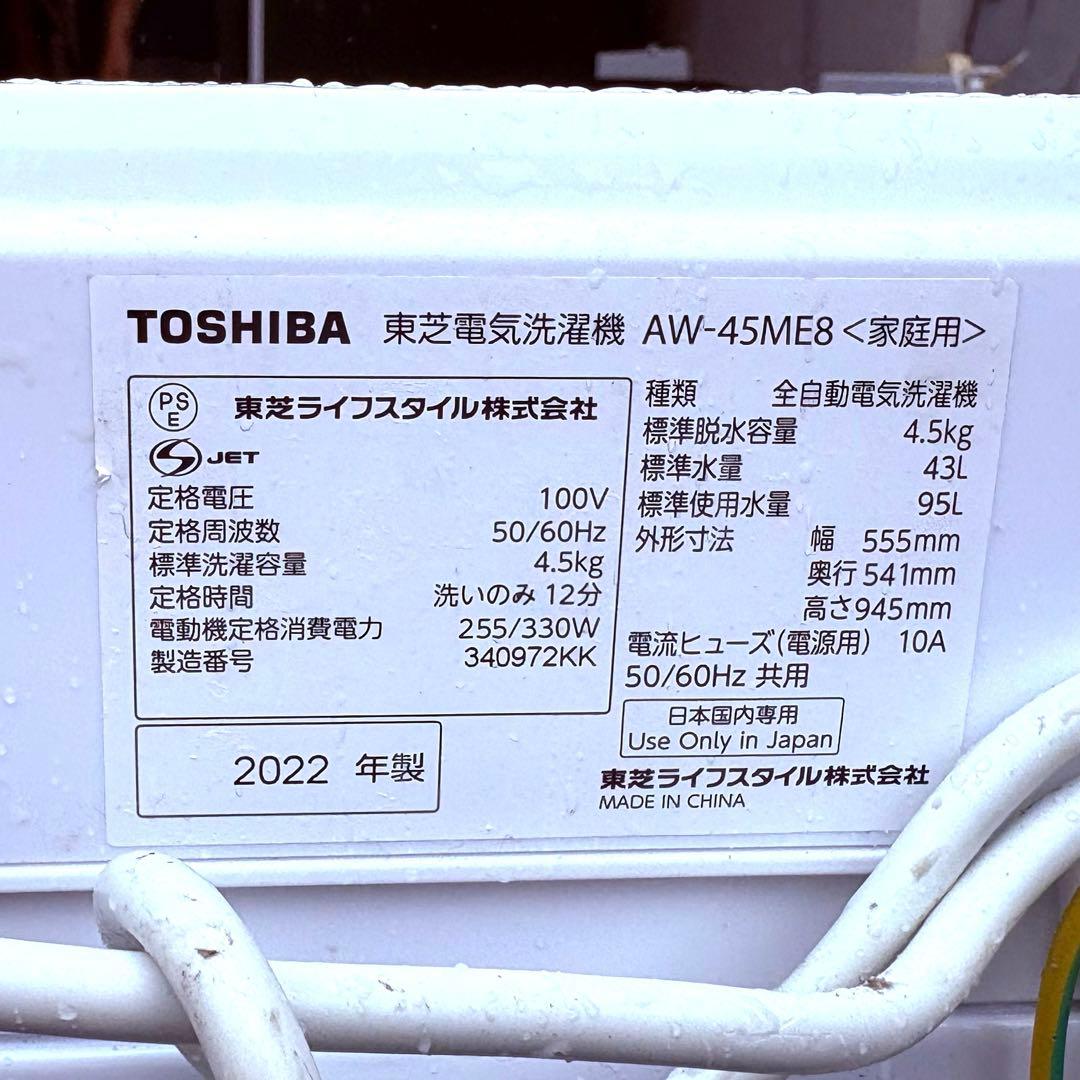 TOSHIBA 東芝電気洗濯機 AW-45ME8<家庭用>
PSE 東芝ライフスタイル株式会社
JET
定格電圧 100V
定格周波数 50/60Hz
標準洗濯容量 4.5kg
定格時間 洗いのみ 12分
電動機定格消費電力 255/330W
製造番号 340972KK
2022 年製
種類 全自動電気洗濯機
標準脱水容量 4.5kg
標準水量 43L
標準使用水量 95L
外形寸法 幅 555mm
奥行 541mm
高さ 945mm
電流ヒューズ(電源用) 10A
50/60Hz 共用
日本国内専用
Use Only in Japan
東芝ライフスタイル株式会社
MADE IN CHINA